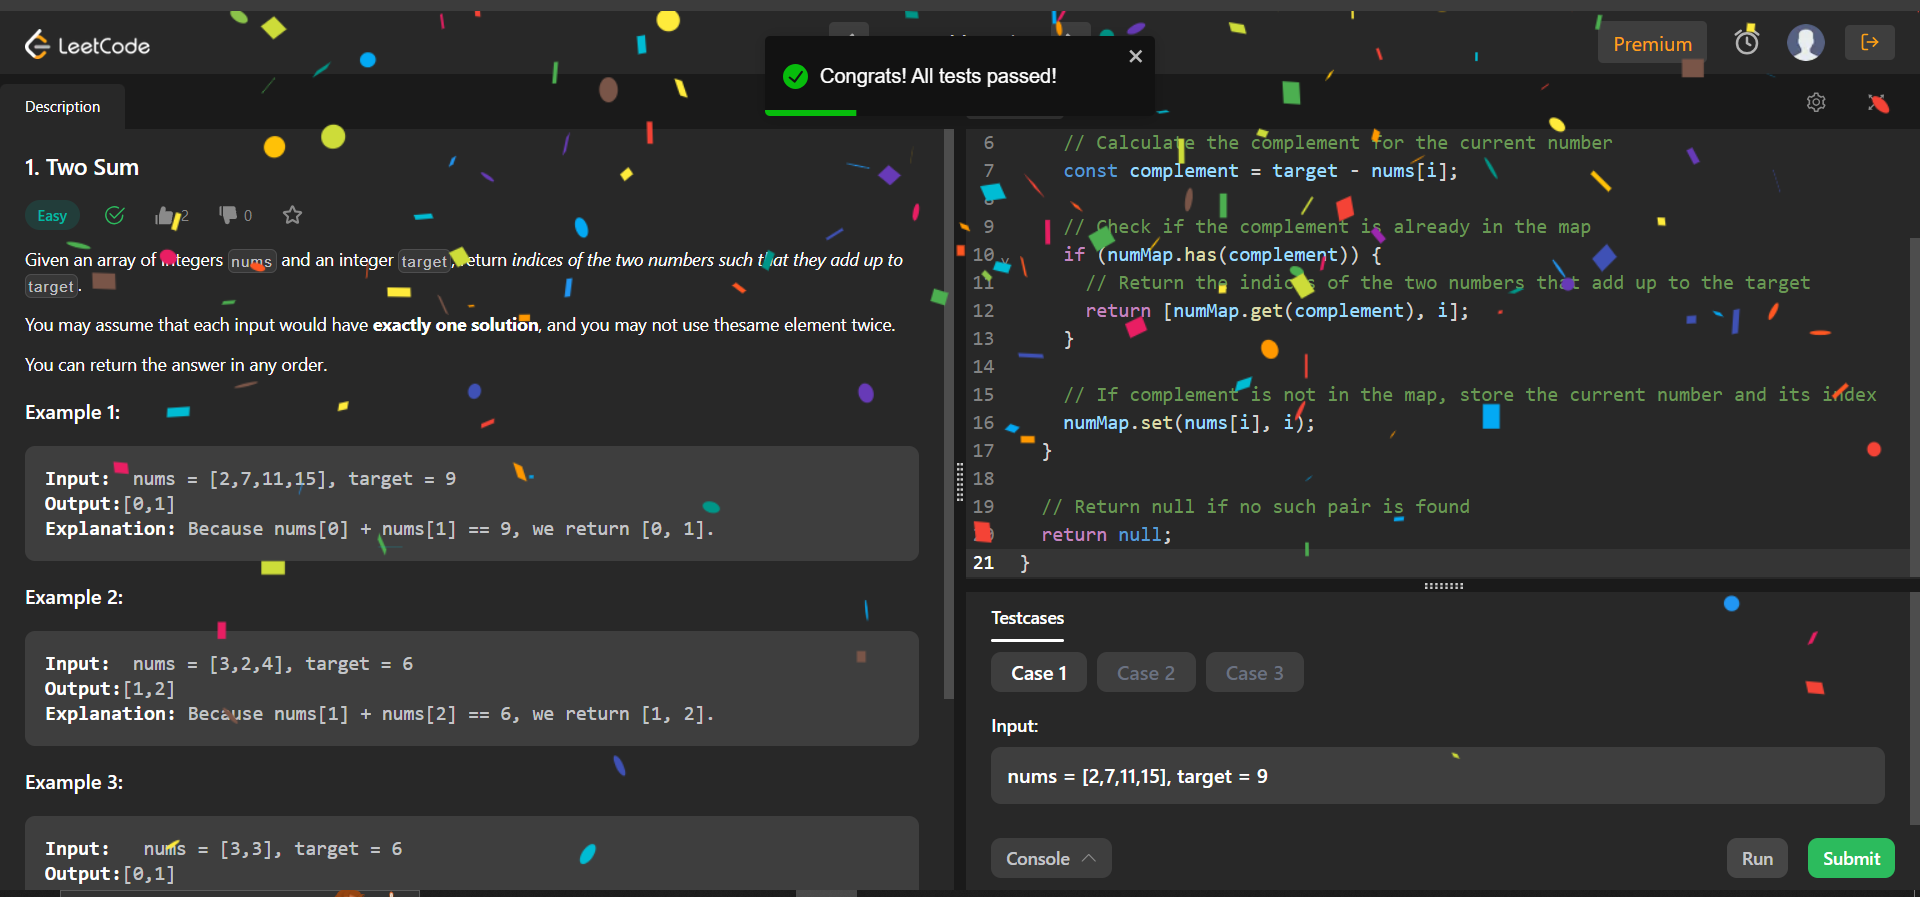 LeetCode
Premium
Congrats! All tests passed!
Description
1. Two Sum
Easy
2
0
Given an array of integers nums and an integer target, return indices of the two numbers such that they add up to
target.
You may assume that each input would have exactly one solution, and you may not use thesame element twice.
You can return the answer in any order.
Example 1:
Input: nums = [2,7,11,15], target = 9
Output:[0,1]
Explanation: Because nums[0] + nums[1] == 9, we return [0, 1].
Example 2:
Input: nums = [3,2,4], target = 6
Output:[1,2]
Explanation: Because nums[1] + nums[2] == 6, we return [1, 2].
Example 3:
Input: nums = [3,3], target = 6
Output:[0,1]
6 // Calculate the complement for the current number
7 const complement = target - nums[i];
8
9 // Check if the complement is already in the map
10 if (numMap.has(complement)) {
11 // Return the indices of the two numbers that add up to the target
12 return [numMap.get(complement), i];
13 }
14
15 // If complement is not in the map, store the current number and its index
16 numMap.set(nums[i], i);
17 }
18
19 // Return null if no such pair is found
20 return null;
21 }
Testcases
Case 1 Case 2 Case 3
Input:
nums = [2,7,11,15], target = 9
Console Run Submit